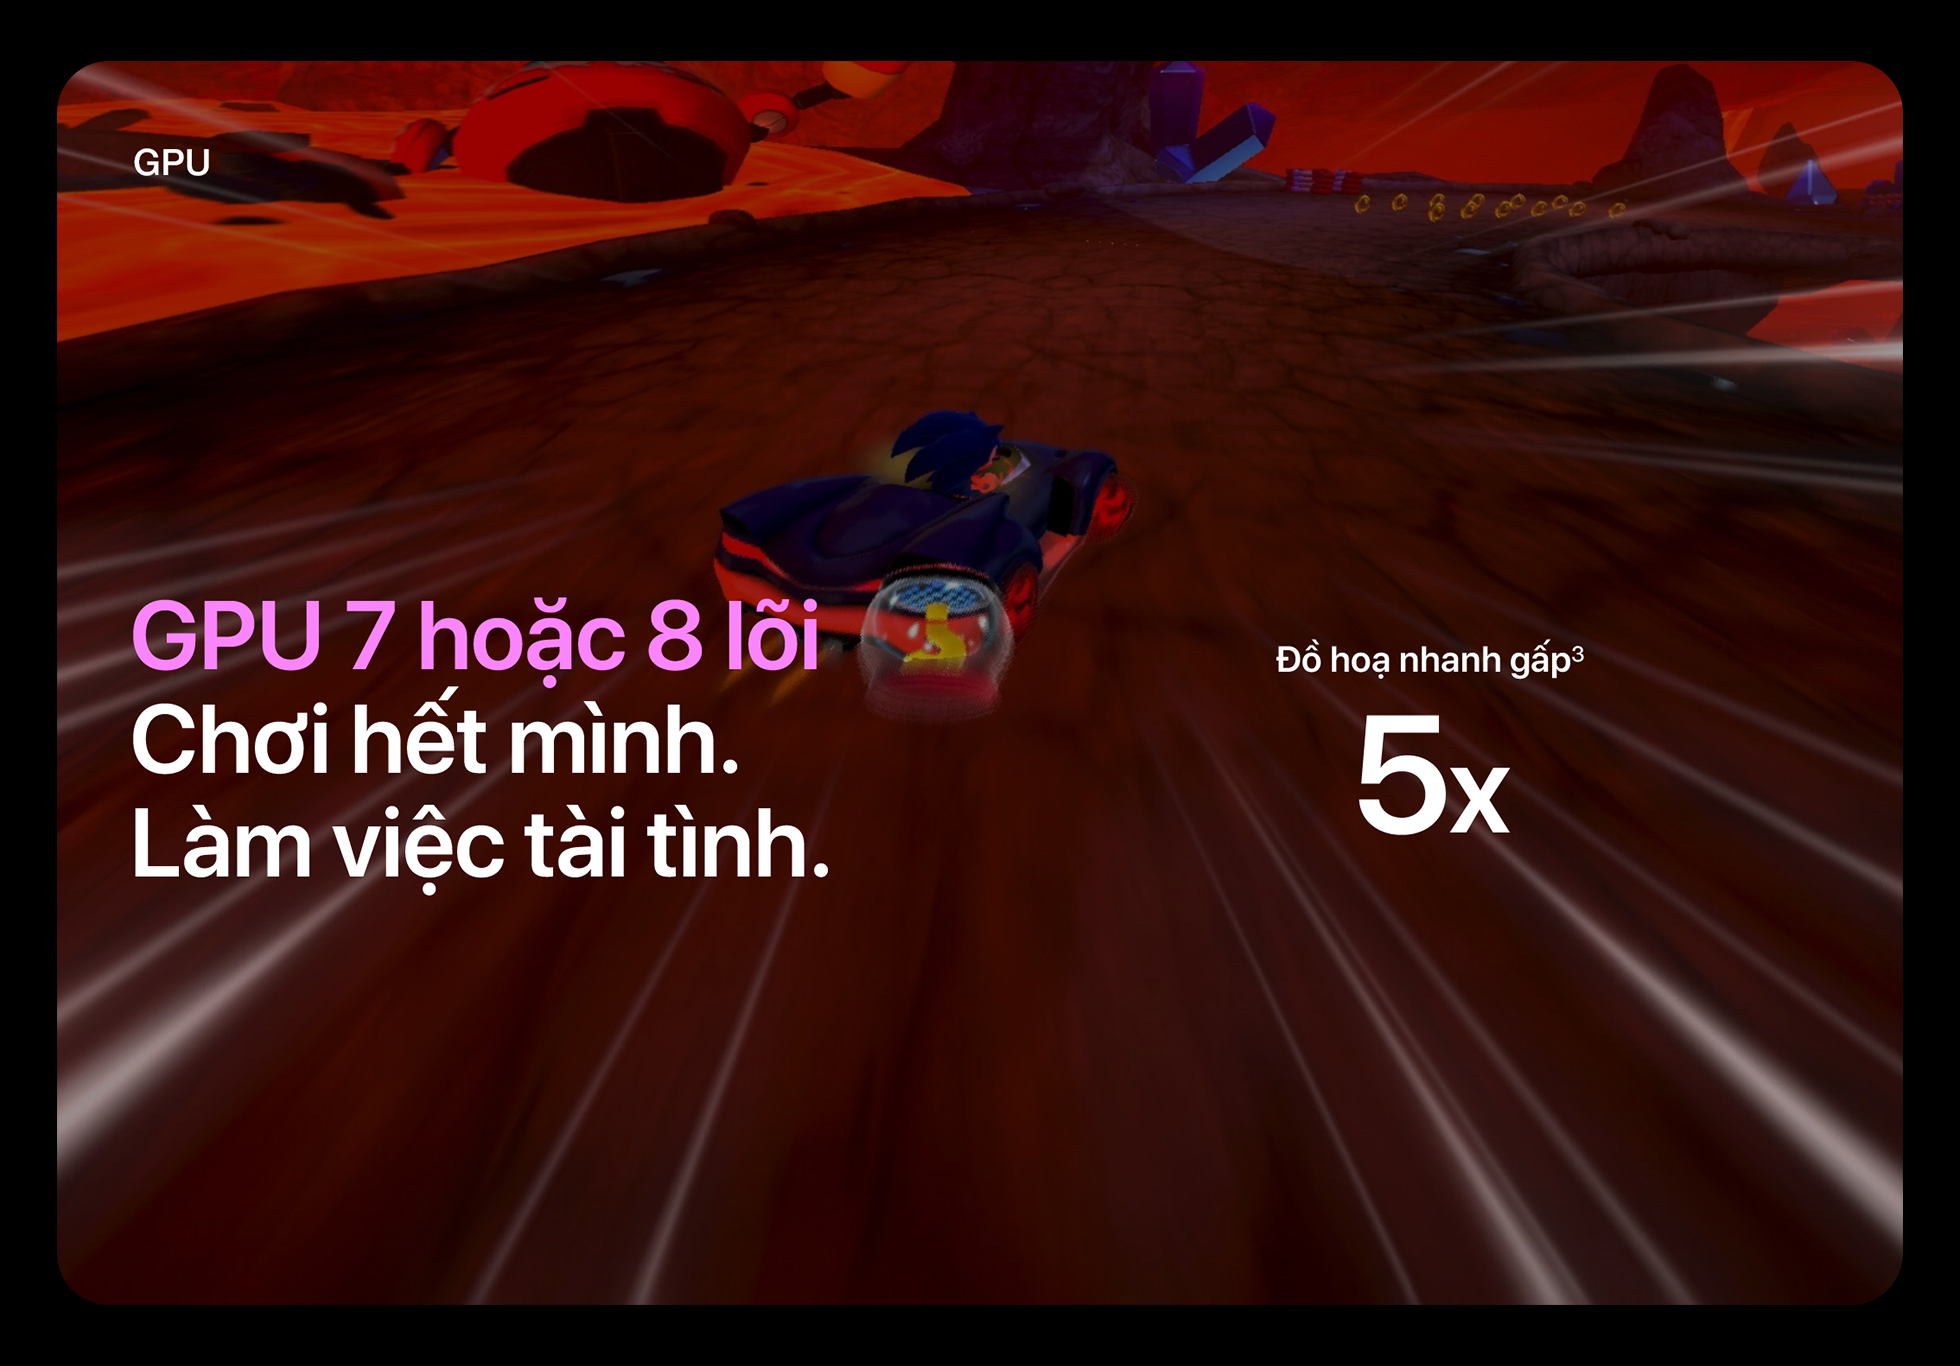 GPU
GPU 7 hoặc 8 lõi
Chơi hết mình.
Làm việc tài tình.
Đồ hoạ nhanh gấp³
5x